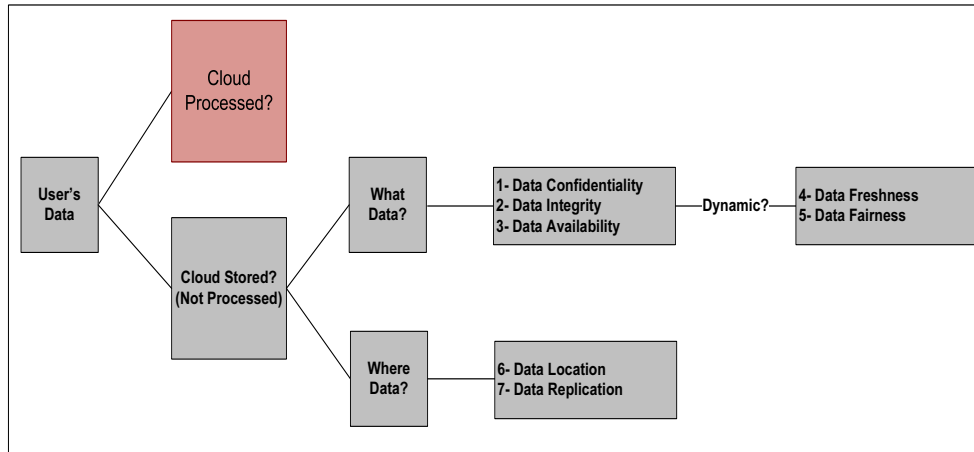 Cloud
Processed?
User's
Data
Cloud Stored?
(Not Processed)
What
Data?
1- Data Confidentiality
2- Data Integrity
3- Data Availability
Dynamic?
4- Data Freshness
5- Data Fairness
Where
Data?
6- Data Location
7- Data Replication